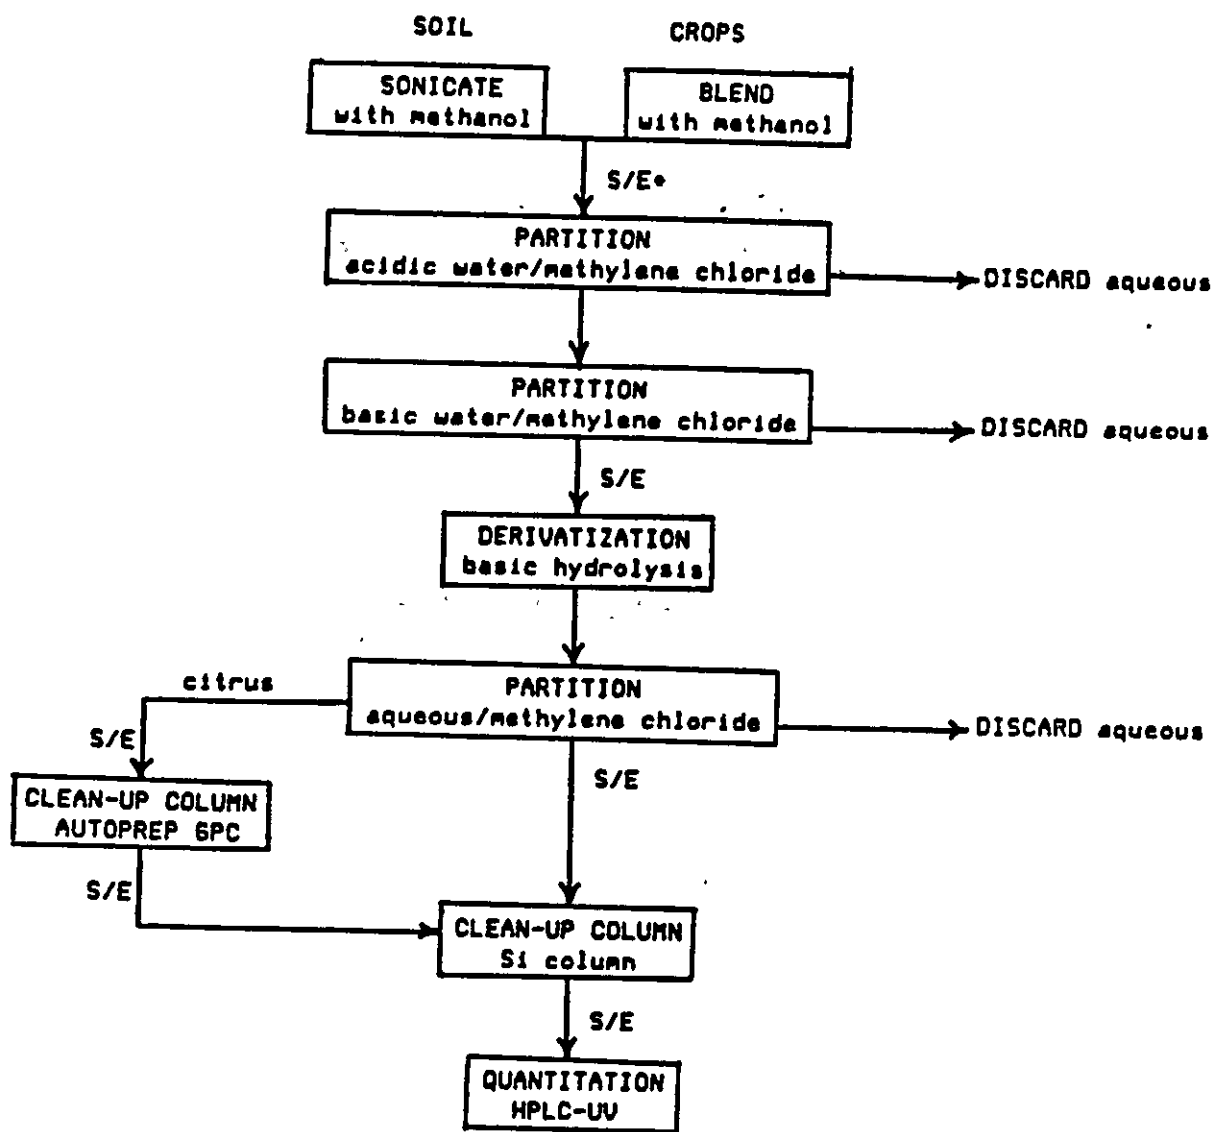 SOIL
CROPS
SONICATE
with methanol
BLEND
with methanol
S/E*
PARTITION
acidic water/methylene chloride
DISCARD aqueous
PARTITION
basic water/methylene chloride
DISCARD aqueous
S/E
DERIVATIZATION
basic hydrolysis
citrus
PARTITION
aqueous/methylene chloride
DISCARD aqueous
S/E
S/E
CLEAN-UP COLUMN
AUTOPREP GPC
S/E
CLEAN-UP COLUMN
Si column
S/E
QUANTITATION
HPLC-UV